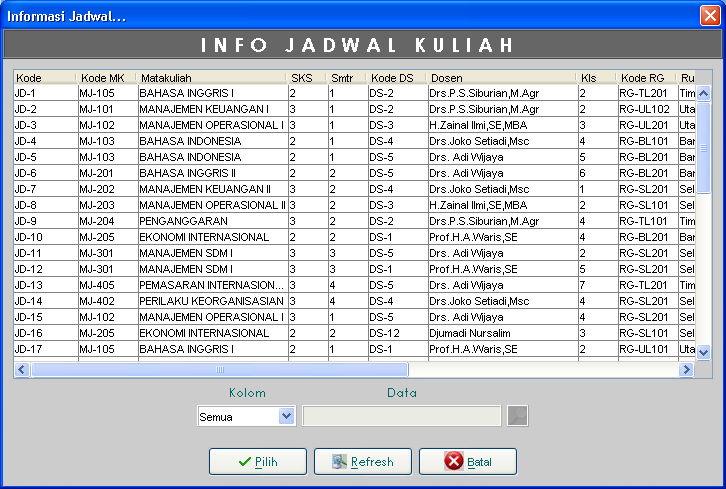 Informasi Jadwal...
INFO JADWAL KULIAH
Kode Kode MK Matakuliah SKS Smtr Kode DS Dosen Kls Kode RG Ru
JD-1 MJ-105 BAHASA INGGRIS I 2 1 DS-2 Drs.P.S.Siburian,M.Agr 2 RG-TL201 Tim
JD-2 MJ-101 MANAJEMEN KEUANGAN I 3 1 DS-2 Drs.P.S.Siburian,M.Agr 2 RG-UL102 Uta
JD-3 MJ-102 MANAJEMEN OPERASIONAL I 3 1 DS-3 H.Zainal Ilmi,SE,MBA 3 RG-UL201 Uta
JD-4 MJ-103 BAHASA INDONESIA 2 1 DS-4 Drs.Joko Setiadi,Msc 4 RG-BL101 Bar
JD-5 MJ-103 BAHASA INDONESIA 2 1 DS-5 Drs. Adi Wijaya 5 RG-BL201 Bar
JD-6 MJ-201 BAHASA INGGRIS II 2 2 DS-5 Drs. Adi Wijaya 6 RG-BL201 Bar
JD-7 MJ-202 MANAJEMEN KEUANGAN II 3 2 DS-4 Drs.Joko Setiadi,Msc 1 RG-SL201 Sel
JD-8 MJ-203 MANAJEMEN OPERASIONAL II 3 2 DS-3 H.Zainal Ilmi,SE,MBA 2 RG-SL101 Sel
JD-9 MJ-204 PENGANGGARAN 3 2 DS-2 Drs.P.S.Siburian,M.Agr 4 RG-TL101 Tim
JD-10 MJ-205 EKONOMI INTERNASIONAL 2 2 DS-1 Prof.H.A.Waris,SE 4 RG-BL201 Bar
JD-11 MJ-301 MANAJEMEN SDM I 3 3 DS-5 Drs. Adi Wijaya 2 RG-SL201 Sel
JD-12 MJ-301 MANAJEMEN SDM I 3 3 DS-1 Prof.H.A.Waris,SE 5 RG-SL201 Sel
JD-13 MJ-405 PEMASARAN INTERNASION... 3 4 DS-5 Drs. Adi Wijaya 7 RG-TL201 Tim
JD-14 MJ-402 PERILAKU KEORGANISASIAN 3 4 DS-4 Drs.Joko Setiadi,Msc 4 RG-SL201 Sel
JD-15 MJ-102 MANAJEMEN OPERASIONAL I 3 1 DS-5 Drs. Adi Wijaya 4 RG-SL201 Sel
JD-16 MJ-205 EKONOMI INTERNASIONAL 2 2 DS-12 Djumadi Nursalim 3 RG-SL101 Sel
JD-17 MJ-105 BAHASA INGGRIS I 2 1 DS-1 Prof.H.A.Waris,SE 2 RG-UL101 Uta
Kolom Data
Semua
Pilih Refresh Batal